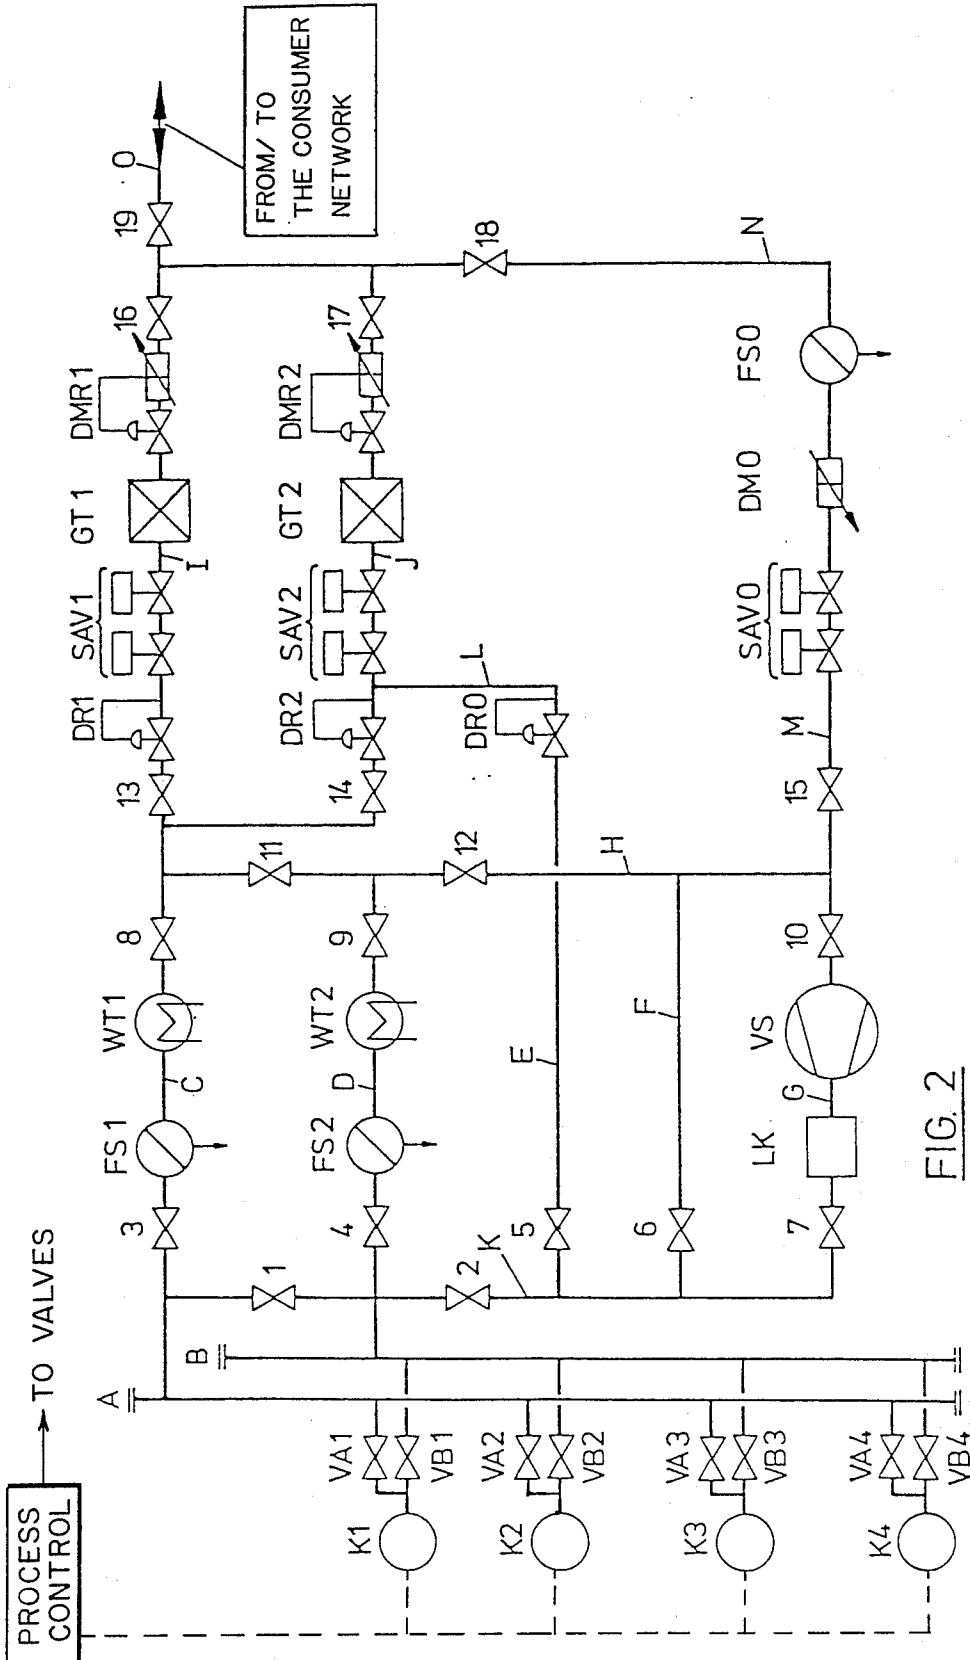 PROCESS
CONTROL
TO VALVES
FROM/ TO
THE CONSUMER
NETWORK
A
B
K1
K2
K3
K4
VA1
VB1
VA2
VB2
VA3
VB3
VA4
VB4
1
2
K
3
4
5
6
7
FS1
FS2
LK
C
D
E
F
G
WT1
WT2
VS
8
9
10
11
12
H
13
14
15
DR1
DR2
DR0
L
M
SAV1
SAV2
SAV0
I
J
GT1
GT2
DM0
DMR1
DMR2
FS0
16
17
18
N
19
O
FIG. 2